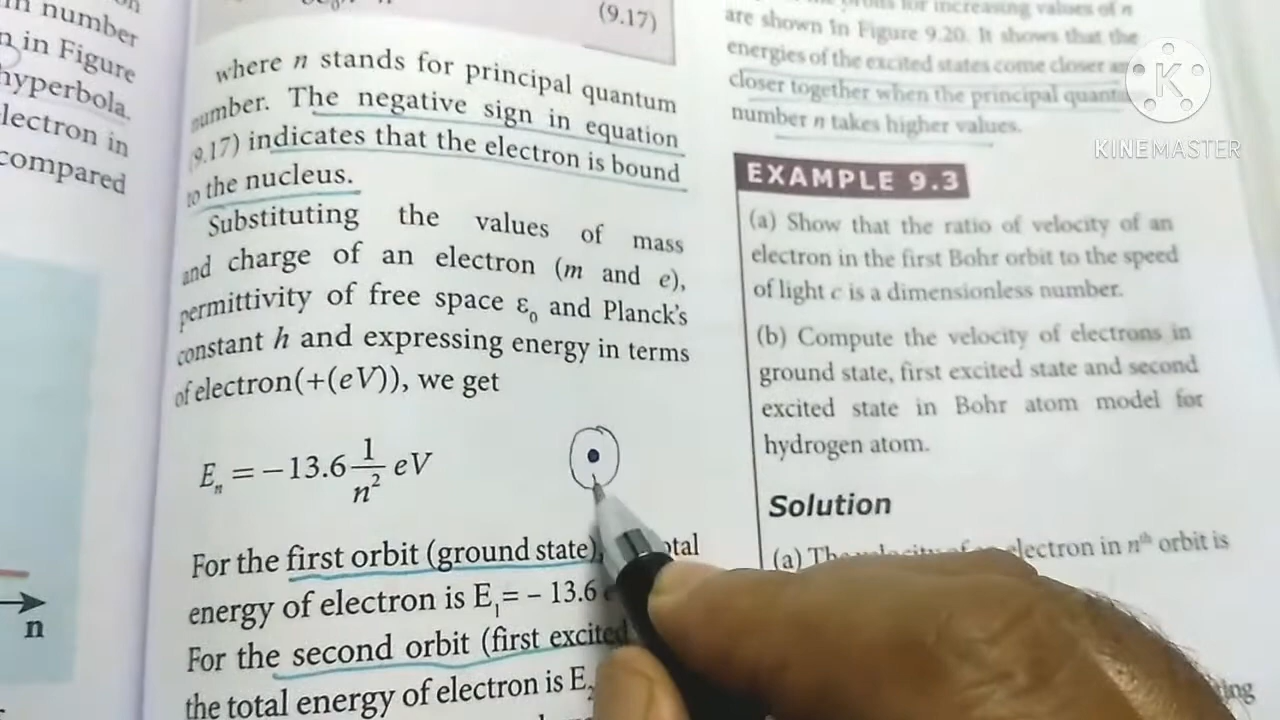 number
n in Figure
hyperbola.
lectron in
compared
n
(9.17)
where n stands for principal quantum
number. The negative sign in equation
(9.17) indicates that the electron is bound
to the nucleus.
Substituting the values of mass
and charge of an electron (m and e),
permittivity of free space ε₀ and Planck's
constant h and expressing energy in terms
of electron(+(eV)), we get
Eₙ = −13.6 1/n² eV
For the first orbit (ground state), total
energy of electron is E₁= − 13.6
For the second orbit (first excited
the total energy of electron is E₂
for increasing values of n
are shown in Figure 9.20. It shows that the
energies of the excited states come closer
closer together when the principal quantum
number n takes higher values.
EXAMPLE 9.3
(a) Show that the ratio of velocity of an
electron in the first Bohr orbit to the speed
of light c is a dimensionless number.
(b) Compute the velocity of electrons in
ground state, first excited state and second
excited state in Bohr atom model for
hydrogen atom.
Solution
(a) The velocity of electron in nᵗʰ orbit is
K
KINEMASTER